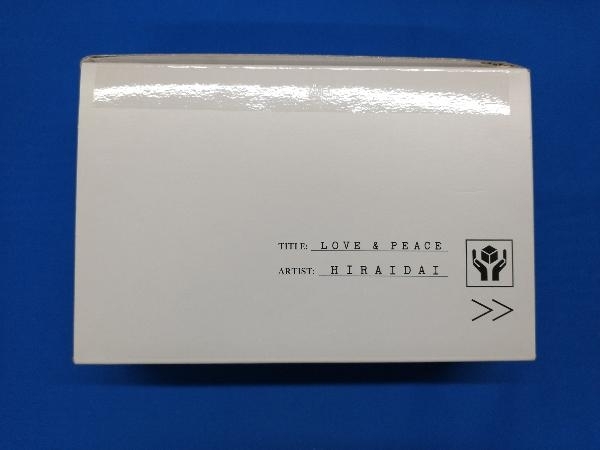 TITLE: LOVE & PEACE
ARTIST: HIRAIDAI
>>